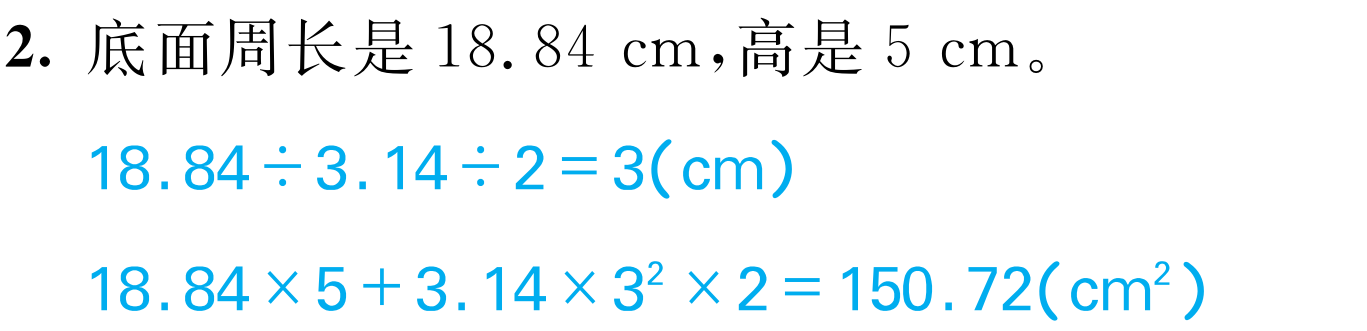 2. 底面周长是 18.84 cm,高是 5 cm。
18.84÷3.14÷2=3(cm)
18.84×5+3.14×3²×2=150.72(cm²)